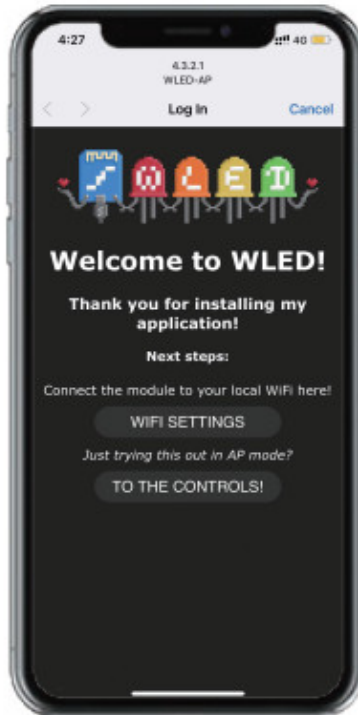 4:27
4G
4.3.2.1
WLED-AP
Log In
Cancel
WLED
Welcome to WLED!
Thank you for installing my
application!
Next steps:
Connect the module to your local WiFi here!
WIFI SETTINGS
Just trying this out in AP mode?
TO THE CONTROLS!